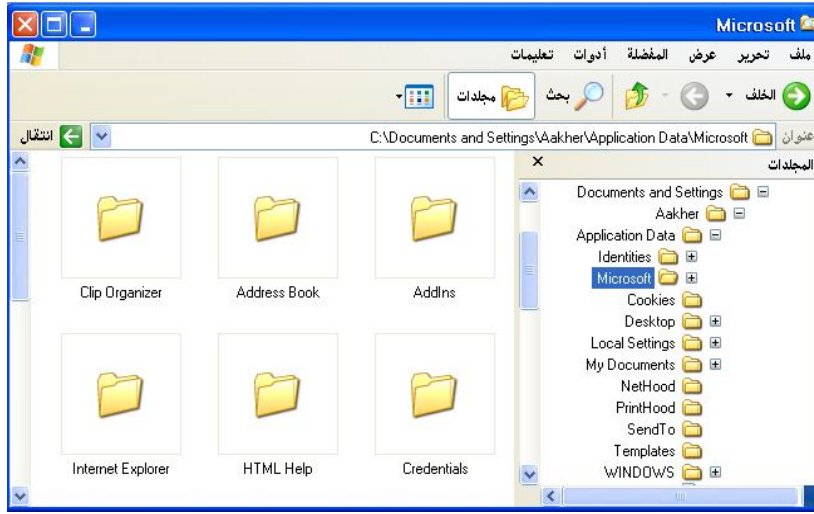 Microsoft
ملف تحرير عرض المفضلة أدوات تعليمات
الخلف بحث مجلدات
عنوان C:\Documents and Settings\Aakher\Application Data\Microsoft انتقال
المجلدات
Documents and Settings
Aakher
Application Data
Identities
Microsoft
Cookies
Desktop
Local Settings
My Documents
NetHood
PrintHood
SendTo
Templates
WINDOWS
AddIns Address Book Clip Organizer
Credentials HTML Help Internet Explorer